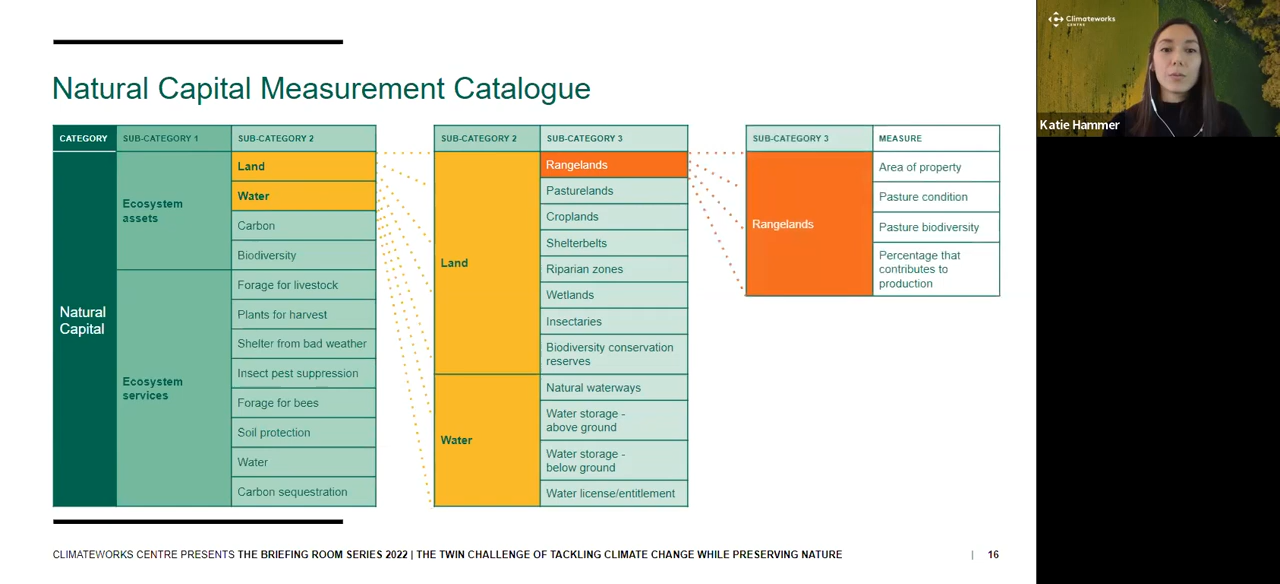 Natural Capital Measurement Catalogue
CATEGORY
SUB-CATEGORY 1
SUB-CATEGORY 2
Natural
Capital
Ecosystem
assets
Land
Water
Carbon
Biodiversity
Ecosystem
services
Forage for livestock
Plants for harvest
Shelter from bad weather
Insect pest suppression
Forage for bees
Soil protection
Water
Carbon sequestration
SUB-CATEGORY 2
SUB-CATEGORY 3
Land
Rangelands
Pasturelands
Croplands
Shelterbelts
Riparian zones
Wetlands
Insectaries
Biodiversity conservation
reserves
Water
Natural waterways
Water storage -
above ground
Water storage -
below ground
Water license/entitlement
SUB-CATEGORY 3
MEASURE
Rangelands
Area of property
Pasture condition
Pasture biodiversity
Percentage that
contributes to
production
CLIMATEWORKS CENTRE PRESENTS THE BRIEFING ROOM SERIES 2022 | THE TWIN CHALLENGE OF TACKLING CLIMATE CHANGE WHILE PRESERVING NATURE
| 16
Climateworks
CENTRE
Katie Hammer